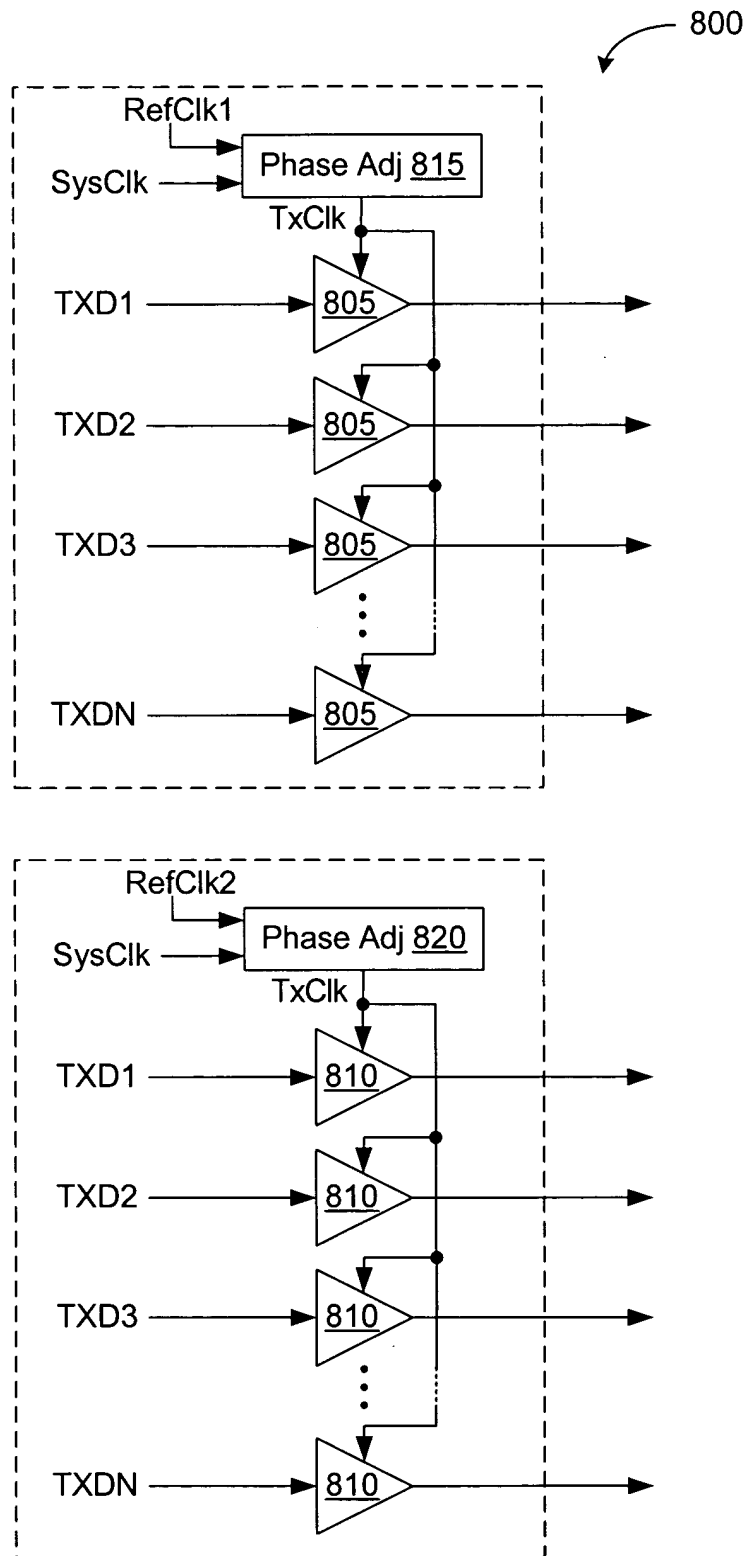 800
RefClk1
Phase Adj 815
SysClk
TxClk
TXD1
805
TXD2
805
TXD3
805
TXDN
805
RefClk2
Phase Adj 820
SysClk
TxClk
TXD1
810
TXD2
810
TXD3
810
TXDN
810